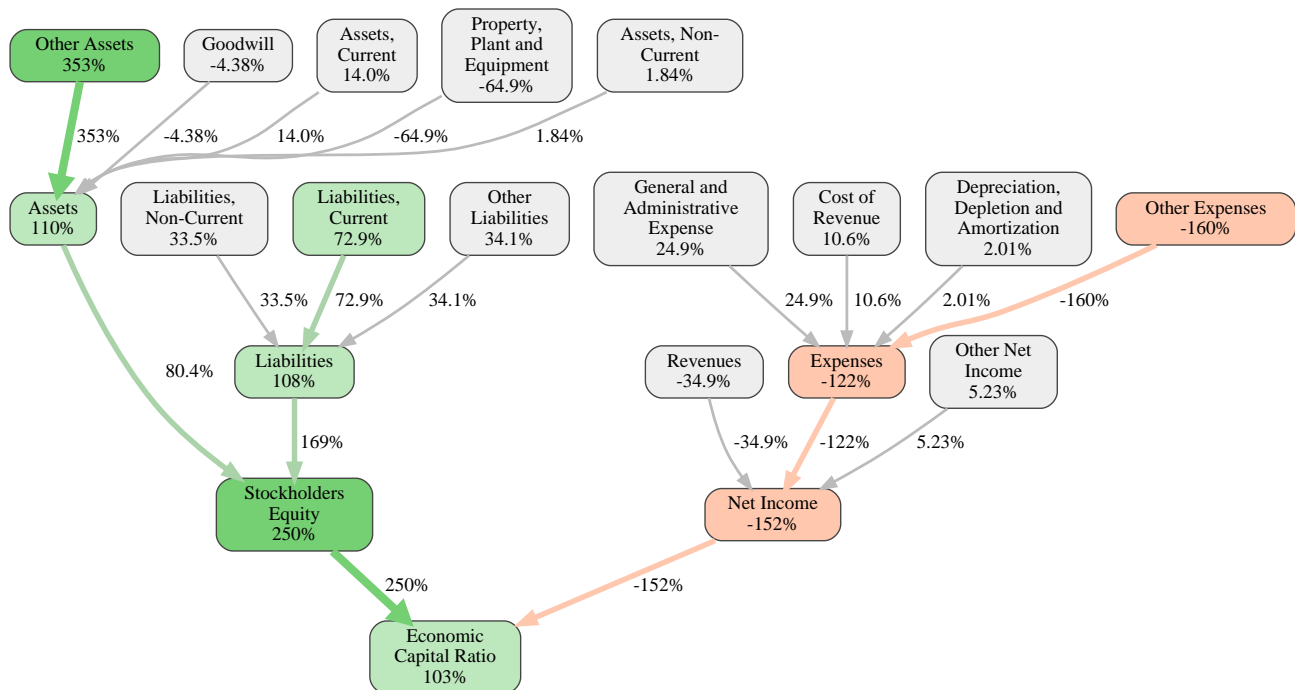 Other Assets
353%
Goodwill
-4.38%
Assets,
Current
14.0%
Property,
Plant and
Equipment
-64.9%
Assets, Non-
Current
1.84%
353%
-4.38%
14.0%
-64.9%
1.84%
Assets
110%
Liabilities,
Non-Current
33.5%
Liabilities,
Current
72.9%
Other
Liabilities
34.1%
General and
Administrative
Expense
24.9%
Cost of
Revenue
10.6%
Depreciation,
Depletion and
Amortization
2.01%
Other Expenses
-160%
33.5%
72.9%
34.1%
24.9%
10.6%
2.01%
-160%
80.4%
Liabilities
108%
Revenues
-34.9%
Expenses
-122%
Other Net
Income
5.23%
169%
-34.9%
-122%
5.23%
Stockholders
Equity
250%
Net Income
-152%
250%
-152%
Economic
Capital Ratio
103%